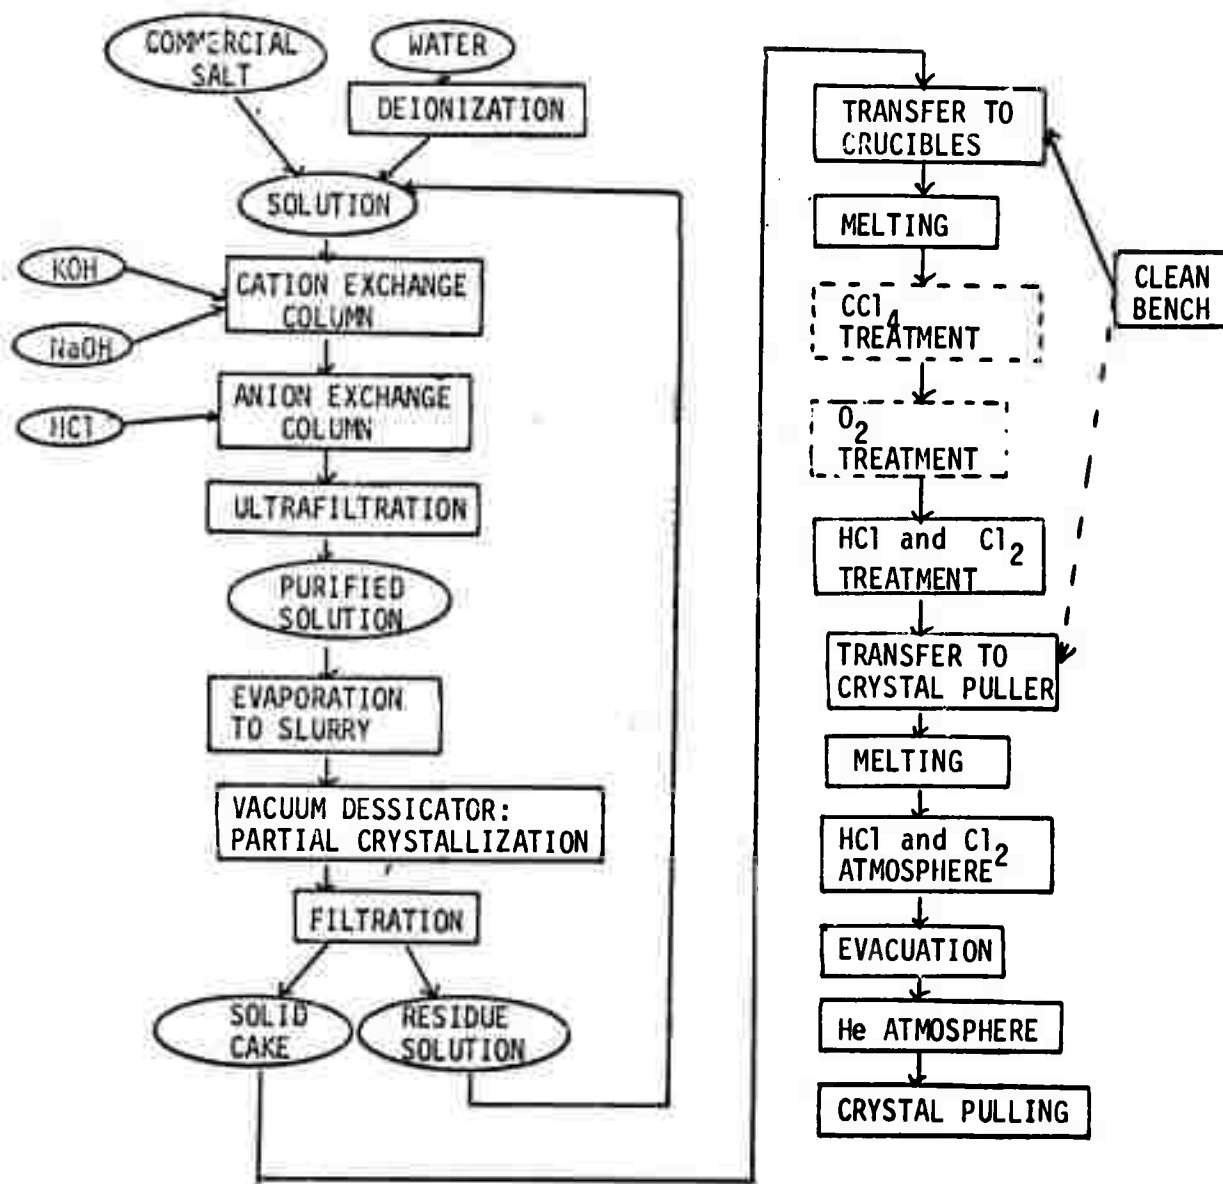 COMMERCIAL
SALT
WATER
DEIONIZATION
SOLUTION
KOH
NaOH
CATION EXCHANGE
COLUMN
HCl
ANION EXCHANGE
COLUMN
ULTRAFILTRATION
PURIFIED
SOLUTION
EVAPORATION
TO SLURRY
VACUUM DESSICATOR:
PARTIAL CRYSTALLIZATION
FILTRATION
SOLID
CAKE
RESIDUE
SOLUTION
TRANSFER TO
CRUCIBLES
MELTING
CCl4
TREATMENT
O2
TREATMENT
HCl and Cl2
TREATMENT
CLEAN
BENCH
TRANSFER TO
CRYSTAL PULLER
MELTING
HCl and Cl2
ATMOSPHERE
EVACUATION
He ATMOSPHERE
CRYSTAL PULLING